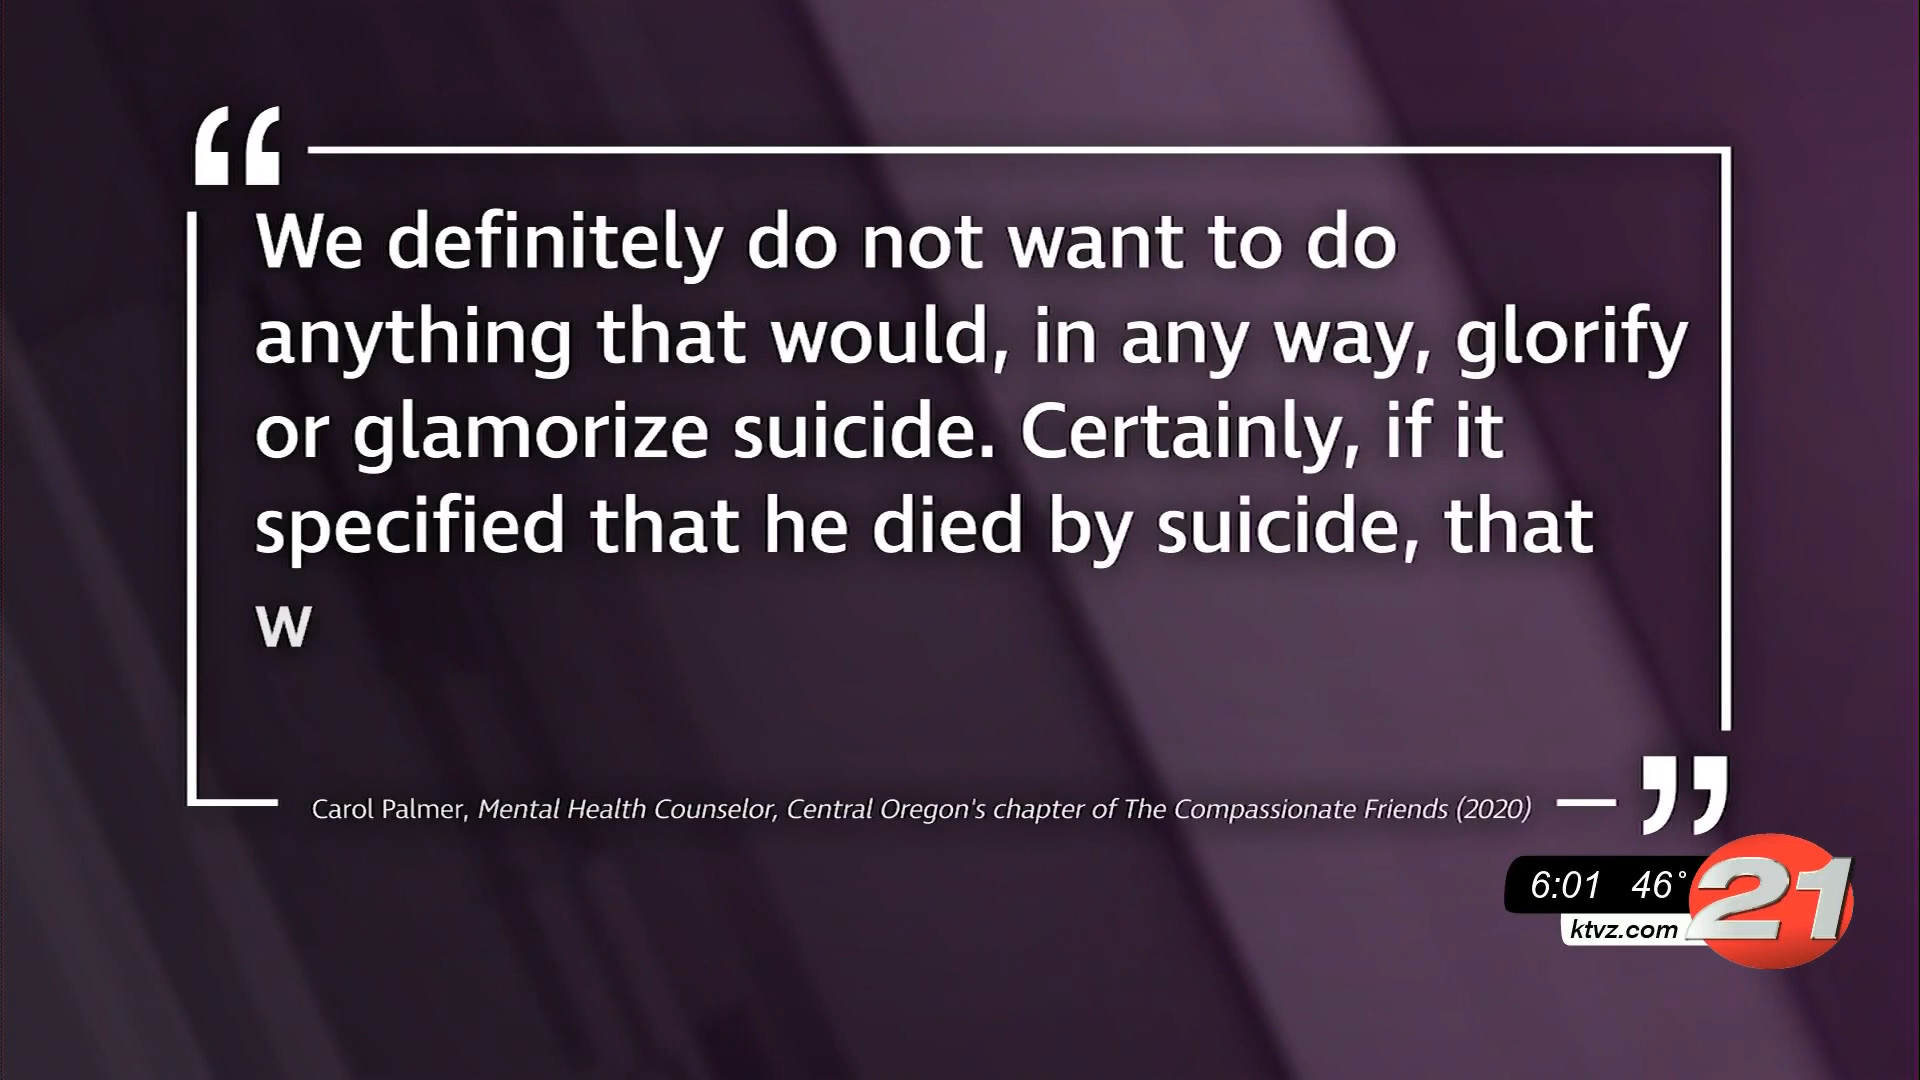 “
We definitely do not want to do
anything that would, in any way, glorify
or glamorize suicide. Certainly, if it
specified that he died by suicide, that
w
Carol Palmer, Mental Health Counselor, Central Oregon's chapter of The Compassionate Friends (2020)
”
6:01 46°
ktvz.com
21